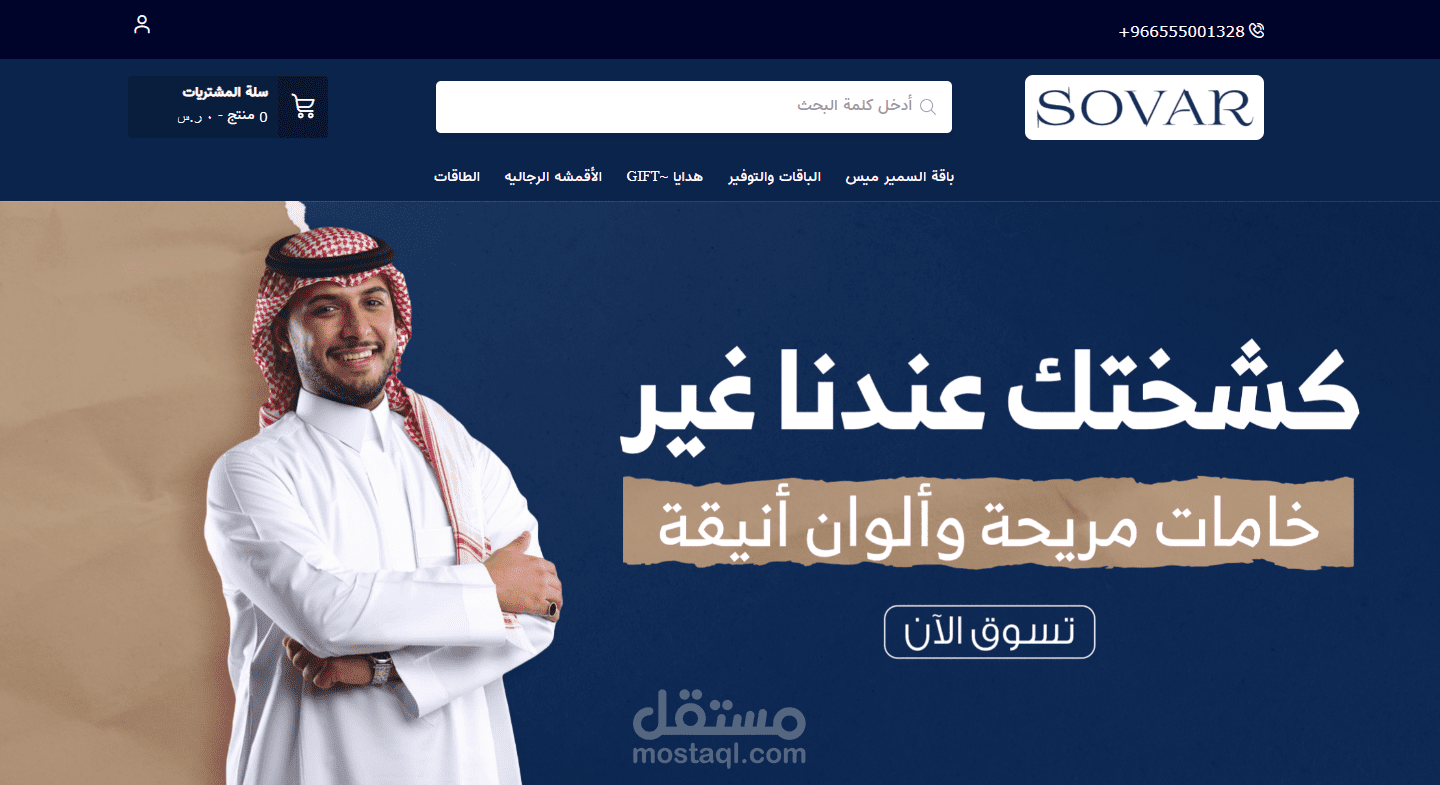 +966555001328
SOVAR
أدخل كلمة البحث
سلة المشتريات
0 منتج - ٠ ر.س
باقة السمير ميس
الباقات والتوفير
هدايا ~GIFT
الأقمشه الرجاليه
الطاقات
كشختك عندنا غير
خامات مريحة وألوان أنيقة
تسوق الآن
مستقل
mostaql.com